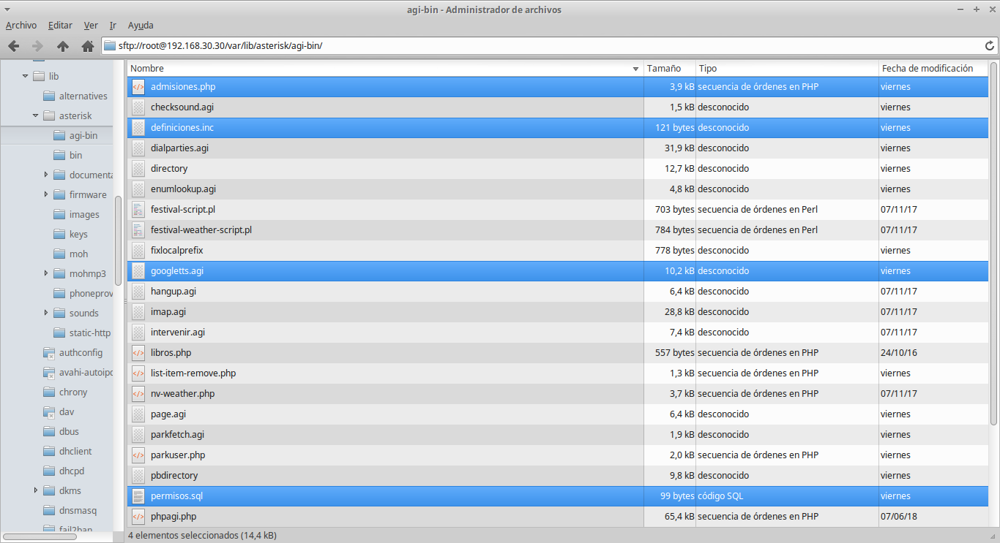 agi-bin - Administrador de archivos
Archivo Editar Ver Ir Ayuda
sftp://root@192.168.30.30/var/lib/asterisk/agi-bin/
lib
alternatives
asterisk
agi-bin
bin
documenta
firmware
images
keys
moh
mohmp3
phoneprov
sounds
static-http
authconfig
avahi-autoipd
chrony
dav
dbus
dhclient
dhcpd
dkms
dnsmasq
fail2ban
Nombre Tamaño Tipo Fecha de modificación
admisiones.php 3,9 kB secuencia de órdenes en PHP viernes
checksound.agi 1,5 kB desconocido viernes
definiciones.inc 121 bytes desconocido viernes
dialparties.agi 31,9 kB desconocido viernes
directory 12,7 kB desconocido viernes
enumlookup.agi 4,8 kB desconocido viernes
festival-script.pl 703 bytes secuencia de órdenes en Perl 07/11/17
festival-weather-script.pl 784 bytes secuencia de órdenes en Perl 07/11/17
fixlocalprefix 778 bytes desconocido viernes
googletts.agi 10,2 kB desconocido viernes
hangup.agi 6,4 kB desconocido 07/11/17
imap.agi 28,8 kB desconocido 07/11/17
intervenir.agi 7,4 kB desconocido 07/11/17
libros.php 557 bytes secuencia de órdenes en PHP 24/10/16
list-item-remove.php 1,3 kB secuencia de órdenes en PHP viernes
nv-weather.php 3,7 kB secuencia de órdenes en PHP 07/11/17
page.agi 6,4 kB desconocido viernes
parkfetch.agi 1,9 kB desconocido viernes
parkuser.php 2,0 kB secuencia de órdenes en PHP viernes
pbdirectory 9,8 kB desconocido viernes
permisos.sql 99 bytes código SQL viernes
phpagi.php 65,4 kB secuencia de órdenes en PHP 07/06/18
4 elementos seleccionados (14,4 kB)